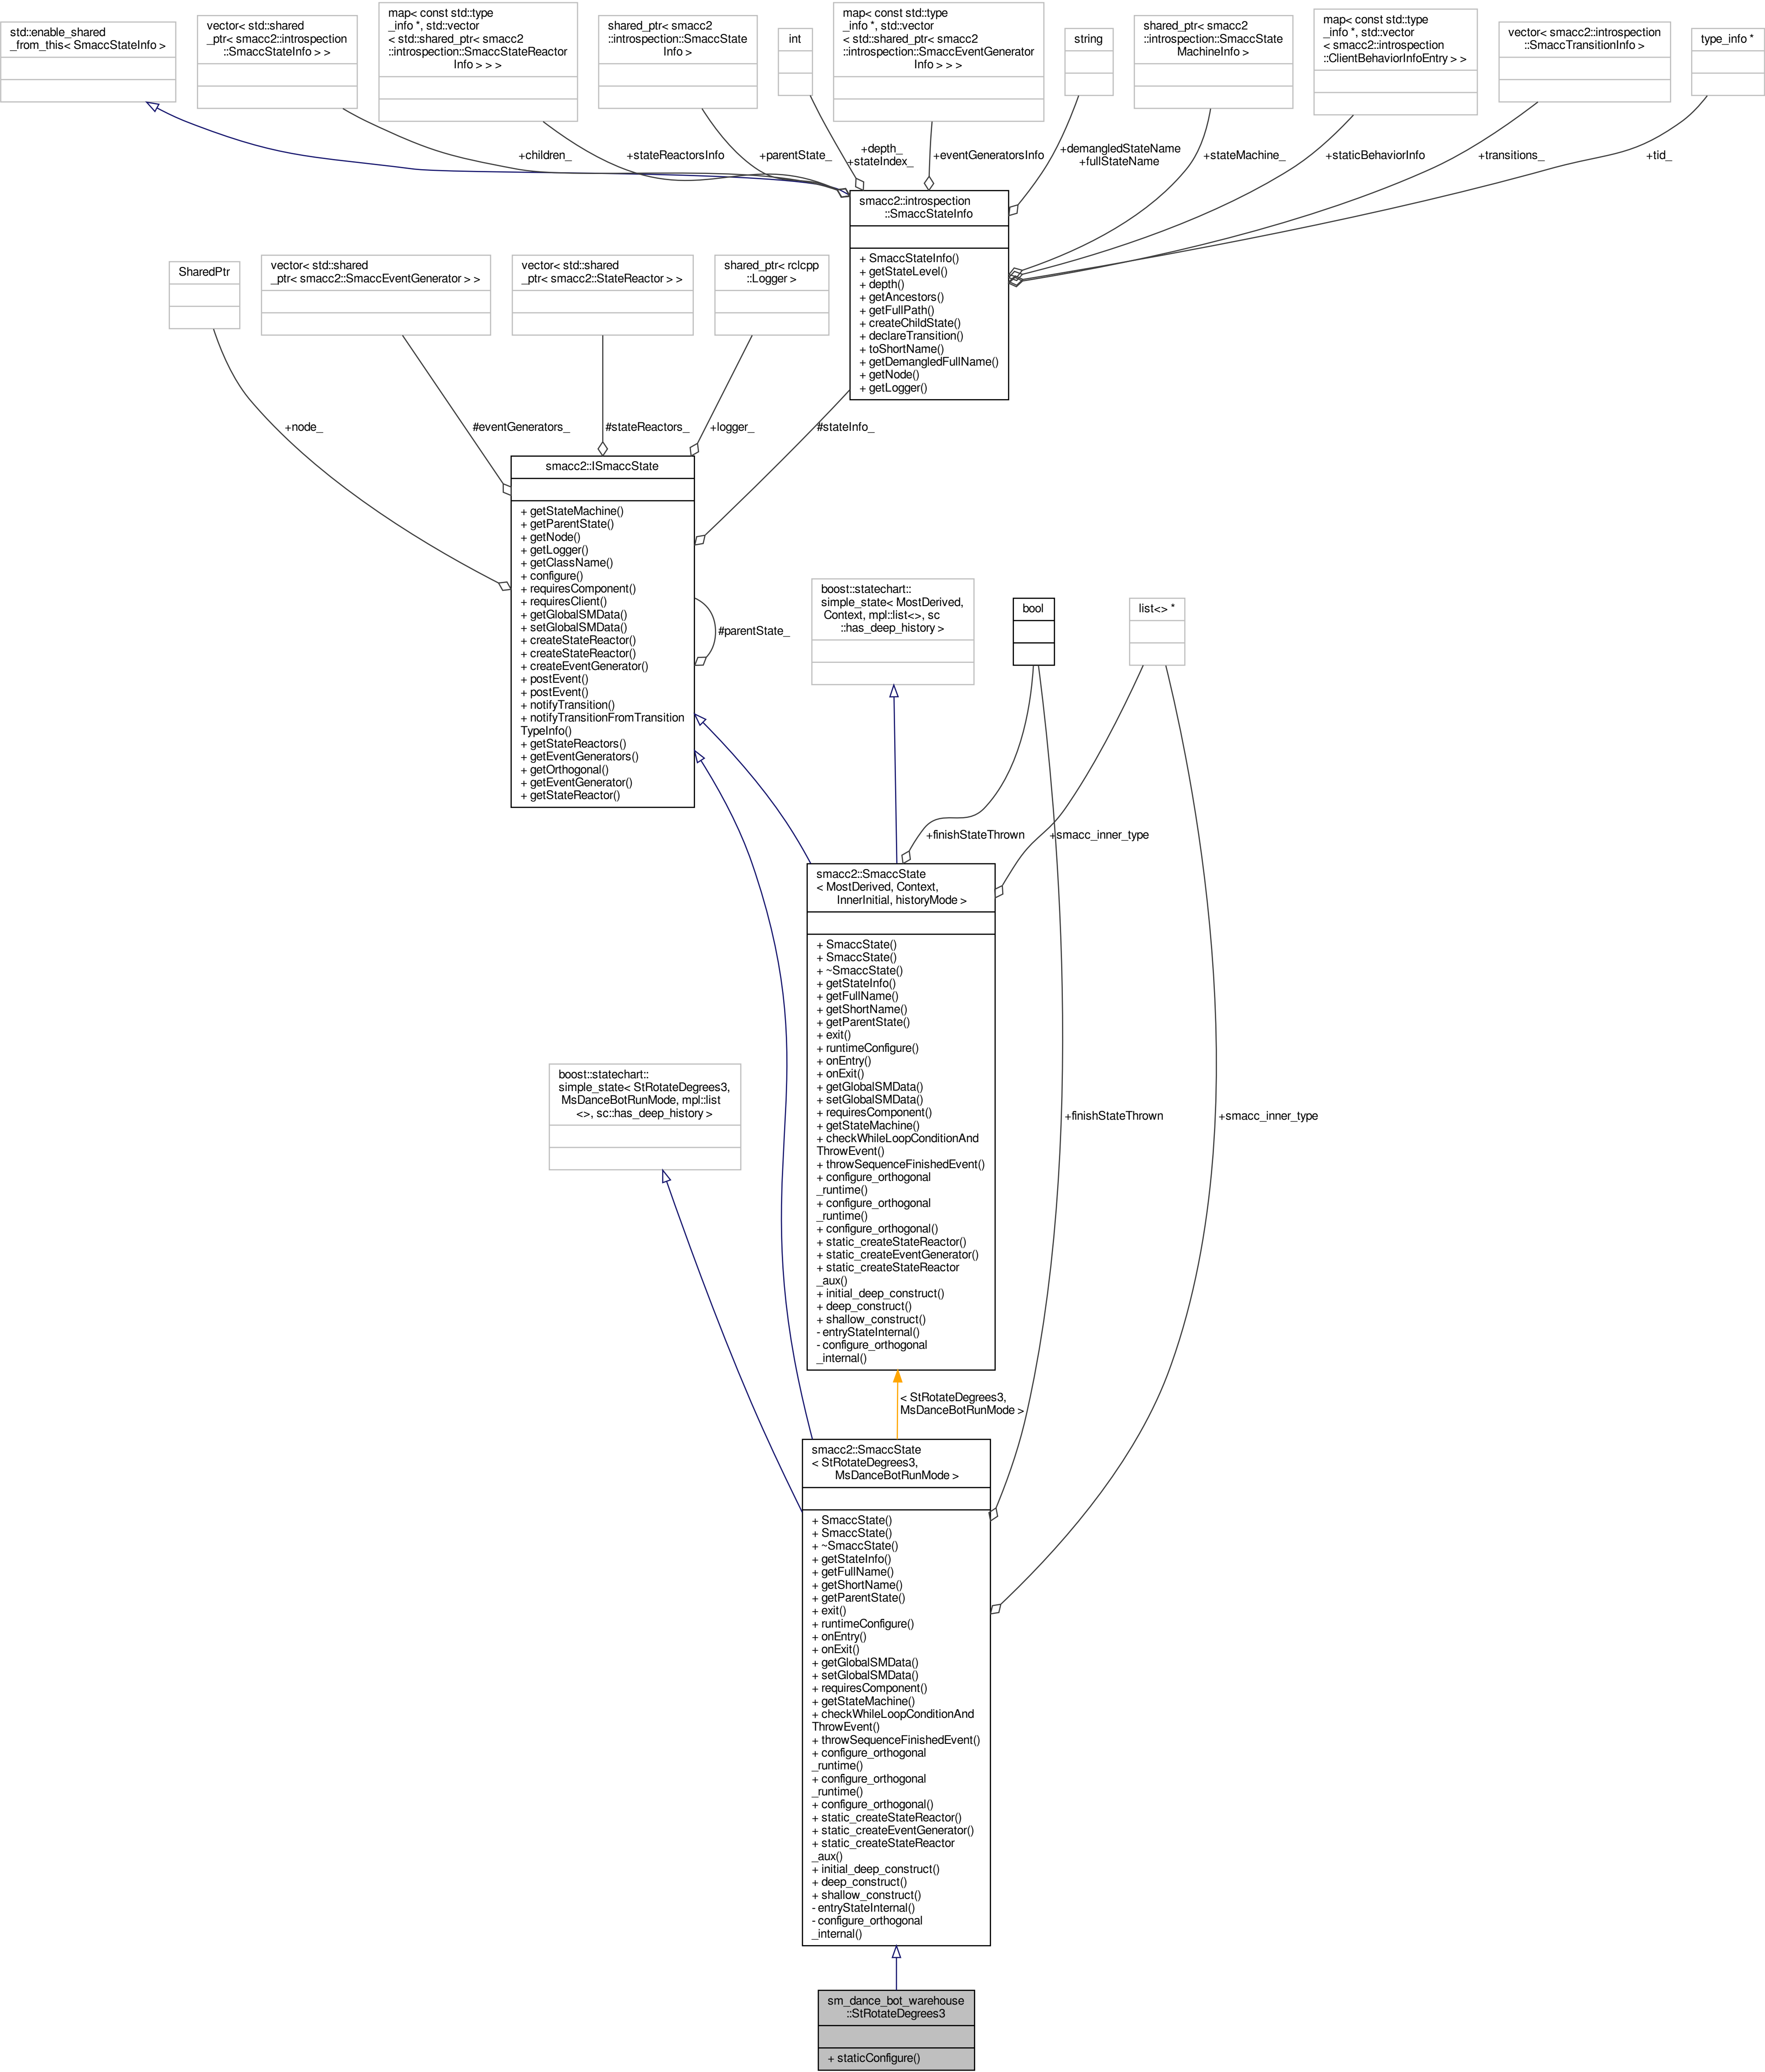 std::enable_shared
_from_this< SmaccStateInfo >
vector< std::shared
_ptr< smacc2::introspection
::SmaccStateInfo > >
map< const std::type
_info *, std::vector
< std::shared_ptr< smacc2
::introspection::SmaccStateReactor
Info > > >
shared_ptr< smacc2
::introspection::SmaccState
Info >
int
map< const std::type
_info *, std::vector
< std::shared_ptr< smacc2
::introspection::SmaccEventGenerator
Info > > >
string
shared_ptr< smacc2
::introspection::SmaccState
MachineInfo >
map< const std::type
_info *, std::vector
< smacc2::introspection
::ClientBehaviorInfoEntry > >
vector< smacc2::introspection
::SmaccTransitionInfo >
type_info *
+children_
+stateReactorsInfo
+parentState_
+depth_
+stateIndex_
+eventGeneratorsInfo
+demangledStateName
+fullStateName
+stateMachine_
+staticBehaviorInfo
+transitions_
+tid_
smacc2::introspection
::SmaccStateInfo
+ SmaccStateInfo()
+ getStateLevel()
+ depth()
+ getAncestors()
+ getFullPath()
+ createChildState()
+ declareTransition()
+ toShortName()
+ getDemangledFullName()
+ getNode()
+ getLogger()
SharedPtr
vector< std::shared
_ptr< smacc2::SmaccEventGenerator > >
vector< std::shared
_ptr< smacc2::StateReactor > >
shared_ptr< rclcpp
::Logger >
+node_
#eventGenerators_
#stateReactors_
+logger_
#stateInfo_
smacc2::ISmaccState
+ getStateMachine()
+ getParentState()
+ getNode()
+ getLogger()
+ getClassName()
+ configure()
+ requiresComponent()
+ requiresClient()
+ getGlobalSMData()
+ setGlobalSMData()
+ createStateReactor()
+ createStateReactor()
+ createEventGenerator()
+ postEvent()
+ postEvent()
+ notifyTransition()
+ notifyTransitionFromTransition
TypeInfo()
+ getStateReactors()
+ getEventGenerators()
+ getOrthogonal()
+ getEventGenerator()
+ getStateReactor()
#parentState_
boost::statechart::
simple_state< MostDerived,
Context, mpl::list<>, sc
::has_deep_history >
bool
list<> *
+finishStateThrown
+smacc_inner_type
smacc2::SmaccState
< MostDerived, Context,
InnerInitial, historyMode >
+ SmaccState()
+ SmaccState()
+ ~SmaccState()
+ getStateInfo()
+ getFullName()
+ getShortName()
+ getParentState()
+ exit()
+ runtimeConfigure()
+ onEntry()
+ onExit()
+ getGlobalSMData()
+ setGlobalSMData()
+ requiresComponent()
+ getStateMachine()
+ checkWhileLoopConditionAnd
ThrowEvent()
+ throwSequenceFinishedEvent()
+ configure_orthogonal
_runtime()
+ configure_orthogonal
_runtime()
+ configure_orthogonal()
+ static_createStateReactor()
+ static_createEventGenerator()
+ static_createStateReactor
_aux()
+ initial_deep_construct()
+ deep_construct()
+ shallow_construct()
- entryStateInternal()
- configure_orthogonal
_internal()
boost::statechart::
simple_state< StRotateDegrees3,
MsDanceBotRunMode, mpl::list
<>, sc::has_deep_history >
+finishStateThrown
+smacc_inner_type
< StRotateDegrees3,
MsDanceBotRunMode >
smacc2::SmaccState
< StRotateDegrees3,
MsDanceBotRunMode >
+ SmaccState()
+ SmaccState()
+ ~SmaccState()
+ getStateInfo()
+ getFullName()
+ getShortName()
+ getParentState()
+ exit()
+ runtimeConfigure()
+ onEntry()
+ onExit()
+ getGlobalSMData()
+ setGlobalSMData()
+ requiresComponent()
+ getStateMachine()
+ checkWhileLoopConditionAnd
ThrowEvent()
+ throwSequenceFinishedEvent()
+ configure_orthogonal
_runtime()
+ configure_orthogonal
_runtime()
+ configure_orthogonal()
+ static_createStateReactor()
+ static_createEventGenerator()
+ static_createStateReactor
_aux()
+ initial_deep_construct()
+ deep_construct()
+ shallow_construct()
- entryStateInternal()
- configure_orthogonal
_internal()
sm_dance_bot_warehouse
::StRotateDegrees3
+ staticConfigure()